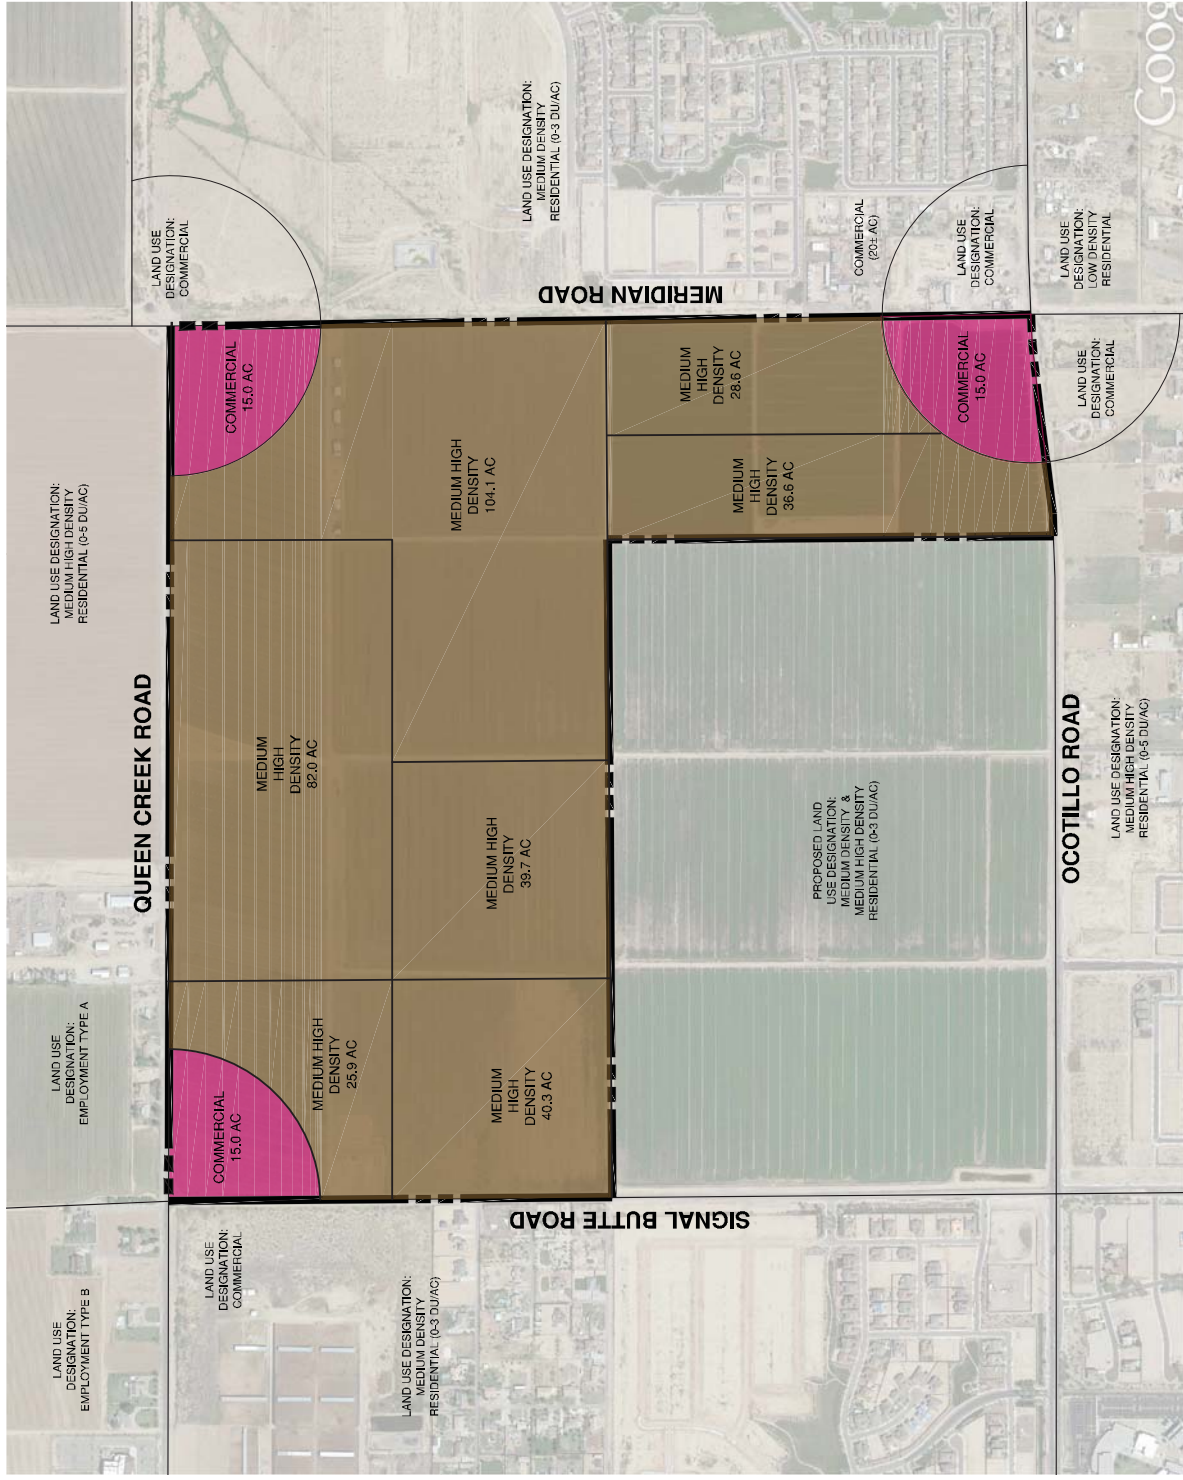 Goog
LAND USE
DESIGNATION:
COMMERCIAL
LAND USE DESIGNATION:
MEDIUM DENSITY
RESIDENTIAL (0-3 DU/AC)
COMMERCIAL
(20± AC)
LAND USE
DESIGNATION:
COMMERCIAL
LAND USE
DESIGNATION:
LOW DENSITY
RESIDENTIAL
MERIDIAN ROAD
LAND USE DESIGNATION:
MEDIUM HIGH DENSITY
RESIDENTIAL (0-5 DU/AC)
COMMERCIAL
15.0 AC
MEDIUM HIGH
DENSITY
104.1 AC
MEDIUM
HIGH
DENSITY
28.6 AC
COMMERCIAL
15.0 AC
LAND USE
DESIGNATION:
COMMERCIAL
MEDIUM
HIGH
DENSITY
36.6 AC
QUEEN CREEK ROAD
MEDIUM
HIGH
DENSITY
82.0 AC
MEDIUM HIGH
DENSITY
39.7 AC
PROPOSED LAND
USE DESIGNATION:
MEDIUM DENSITY &
MEDIUM HIGH DENSITY
RESIDENTIAL (0-3 DU/AC)
OCOTILLO ROAD
LAND USE DESIGNATION:
MEDIUM HIGH DENSITY
RESIDENTIAL (0-5 DU/AC)
LAND USE
DESIGNATION:
EMPLOYMENT TYPE A
COMMERCIAL
15.0 AC
MEDIUM HIGH
DENSITY
25.9 AC
MEDIUM
HIGH
DENSITY
40.3 AC
SIGNAL BUTTE ROAD
LAND USE
DESIGNATION:
EMPLOYMENT TYPE B
LAND USE
DESIGNATION:
COMMERCIAL
LAND USE DESIGNATION:
MEDIUM DENSITY
RESIDENTIAL (0-3 DU/AC)